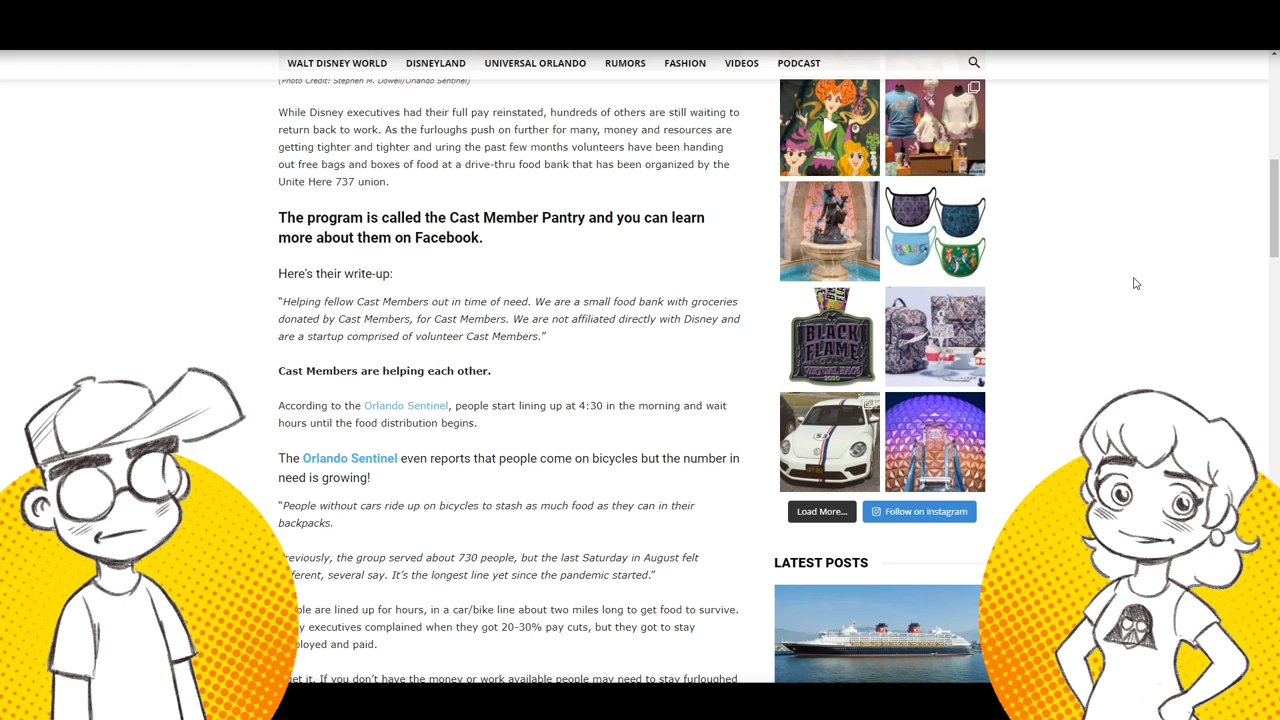 WALT DISNEY WORLD DISNEYLAND UNIVERSAL ORLANDO RUMORS FASHION VIDEOS PODCAST
(Photo Credit: Stephen M. Dowell/Orlando Sentinel)
While Disney executives had their full pay reinstated, hundreds of others are still waiting to
return back to work. As the furloughs push on further for many, money and resources are
getting tighter and tighter and uring the past few months volunteers have been handing
out free bags and boxes of food at a drive-thru food bank that has been organized by the
Unite Here 737 union.
The program is called the Cast Member Pantry and you can learn
more about them on Facebook.
Here's their write-up:
"Helping fellow Cast Members out in time of need. We are a small food bank with groceries
donated by Cast Members, for Cast Members. We are not affiliated directly with Disney and
are a startup comprised of volunteer Cast Members."
Cast Members are helping each other.
According to the Orlando Sentinel, people start lining up at 4:30 in the morning and wait
hours until the food distribution begins.
The Orlando Sentinel even reports that people come on bicycles but the number in
need is growing!
"People without cars ride up on bicycles to stash as much food as they can in their
backpacks.
reviously, the group served about 730 people, but the last Saturday in August felt
ferent, several say. It's the longest line yet since the pandemic started."
ple are lined up for hours, in a car/bike line about two miles long to get food to survive.
y executives complained when they got 20-30% pay cuts, but they got to stay
ployed and paid.
get it. If you don't have the money or work available people may need to stay furloughed
BLACK
FLAME
VIRTUAL RACE
2020
53
Load More...
Follow on Instagram
LATEST POSTS